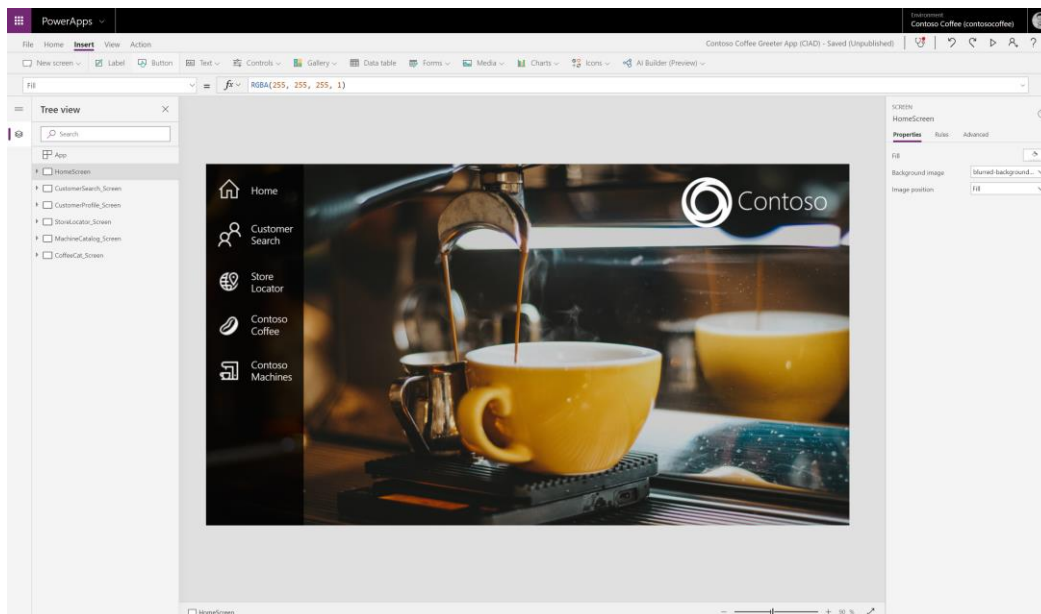 PowerApps
Environment
Contoso Coffee (contosocoffee)
File Home Insert View Action
Contoso Coffee Greeter App (CIAD) - Saved (Unpublished)
New screen Label Button Text Controls Gallery Data table Forms Media Charts Icons AI Builder (Preview)
Fill = fx RGBA(255, 255, 255, 1)
Tree view
Search
App
HomeScreen
CustomerSearch_Screen
CustomerProfile_Screen
StoreLocator_Screen
MachineCatalog_Screen
CoffeeCat_Screen
Home
Customer
Search
Store
Locator
Contoso
Coffee
Contoso
Machines
Contoso
SCREEN
HomeScreen
Properties Rules Advanced
Fill
Background image blurred-background...
Image position Fill
HomeScreen
%